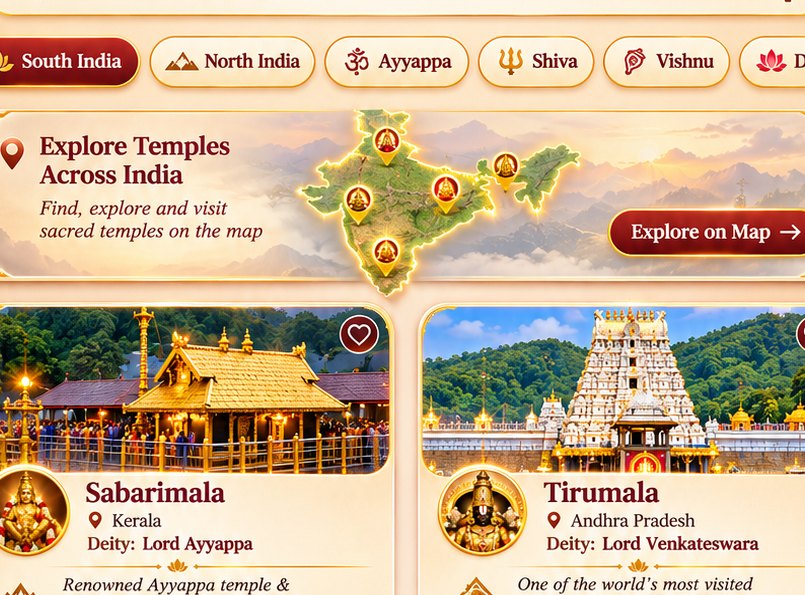 South India
North India
Ayyappa
Shiva
Vishnu
Explore Temples
Across India
Find, explore and visit
sacred temples on the map
Explore on Map
Sabarimala
Kerala
Deity: Lord Ayyappa
Renowned Ayyappa temple &
Tirumala
Andhra Pradesh
Deity: Lord Venkateswara
One of the world's most visited